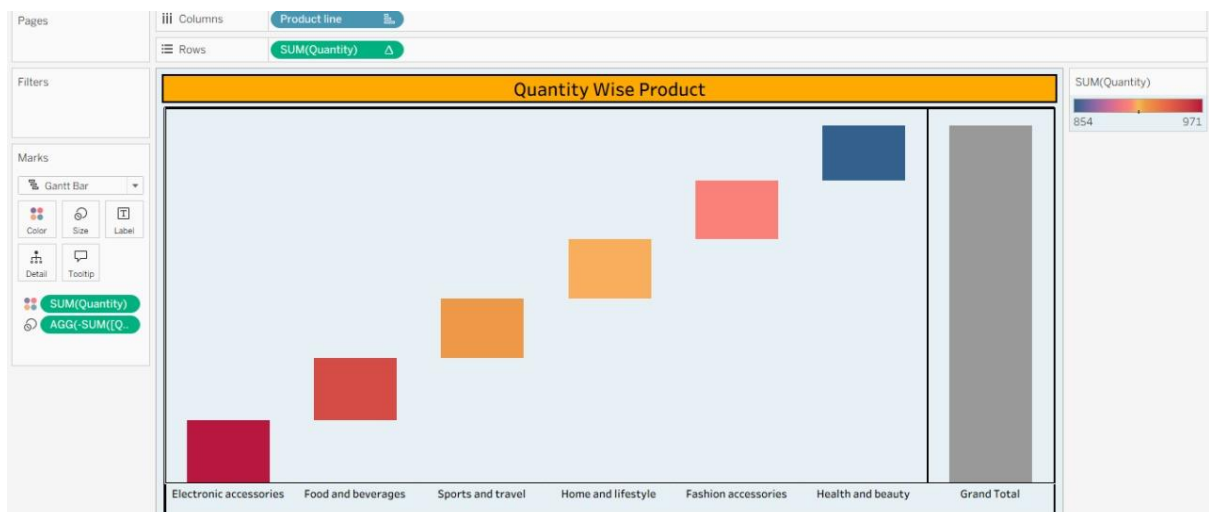 Pages
Columns
Product line
Rows
SUM(Quantity) Δ
Filters
Marks
Gantt Bar
Color
Size
Label
Detail
Tooltip
SUM(Quantity)
AGG(-SUM([Q..
Quantity Wise Product
Electronic accessories
Food and beverages
Sports and travel
Home and lifestyle
Fashion accessories
Health and beauty
Grand Total
SUM(Quantity)
854 971